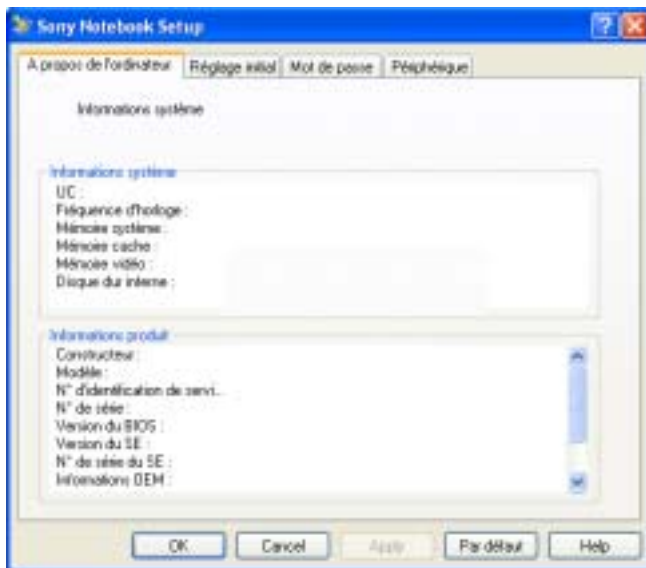 Sony Notebook Setup
A propos de l'ordinateur Réglage initial Mot de passe Périphérique
Informations système
Informations système
UC :
Fréquence d'horloge :
Mémoire système :
Mémoire cache :
Mémoire vidéo :
Disque dur interne :
Informations produit
Constructeur :
Modèle :
N° d'identification de servi...
N° de série :
Version du BIOS :
Version du SE :
N° de série du SE :
Informations OEM :
OK Cancel Apply Par défaut Help